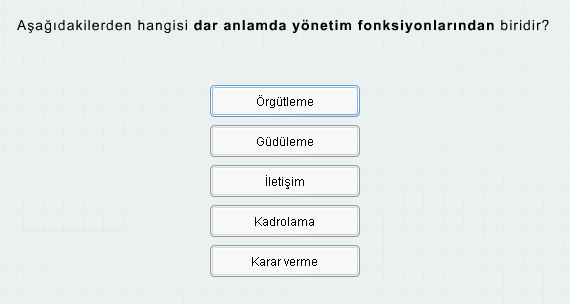 Aşağıdakilerden hangisi dar anlamda yönetim fonksiyonlarından biridir?
Örgütleme
Güdüleme
İletişim
Kadrolama
Karar verme